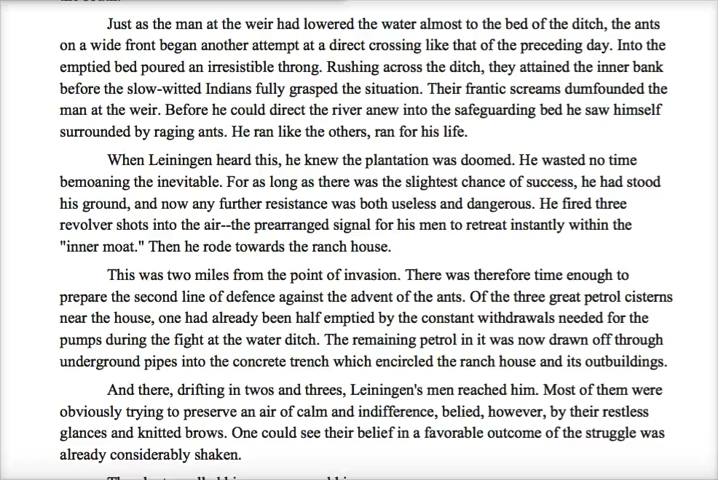 Just as the man at the weir had lowered the water almost to the bed of the ditch, the ants
on a wide front began another attempt at a direct crossing like that of the preceding day. Into the
emptied bed poured an irresistible throng. Rushing across the ditch, they attained the inner bank
before the slow-witted Indians fully grasped the situation. Their frantic screams dumfounded the
man at the weir. Before he could direct the river anew into the safeguarding bed he saw himself
surrounded by raging ants. He ran like the others, ran for his life.
When Leiningen heard this, he knew the plantation was doomed. He wasted no time
bemoaning the inevitable. For as long as there was the slightest chance of success, he had stood
his ground, and now any further resistance was both useless and dangerous. He fired three
revolver shots into the air--the prearranged signal for his men to retreat instantly within the
"inner moat." Then he rode towards the ranch house.
This was two miles from the point of invasion. There was therefore time enough to
prepare the second line of defence against the advent of the ants. Of the three great petrol cisterns
near the house, one had already been half emptied by the constant withdrawals needed for the
pumps during the fight at the water ditch. The remaining petrol in it was now drawn off through
underground pipes into the concrete trench which encircled the ranch house and its outbuildings.
And there, drifting in twos and threes, Leiningen's men reached him. Most of them were
obviously trying to preserve an air of calm and indifference, belied, however, by their restless
glances and knitted brows. One could see their belief in a favorable outcome of the struggle was
already considerably shaken.